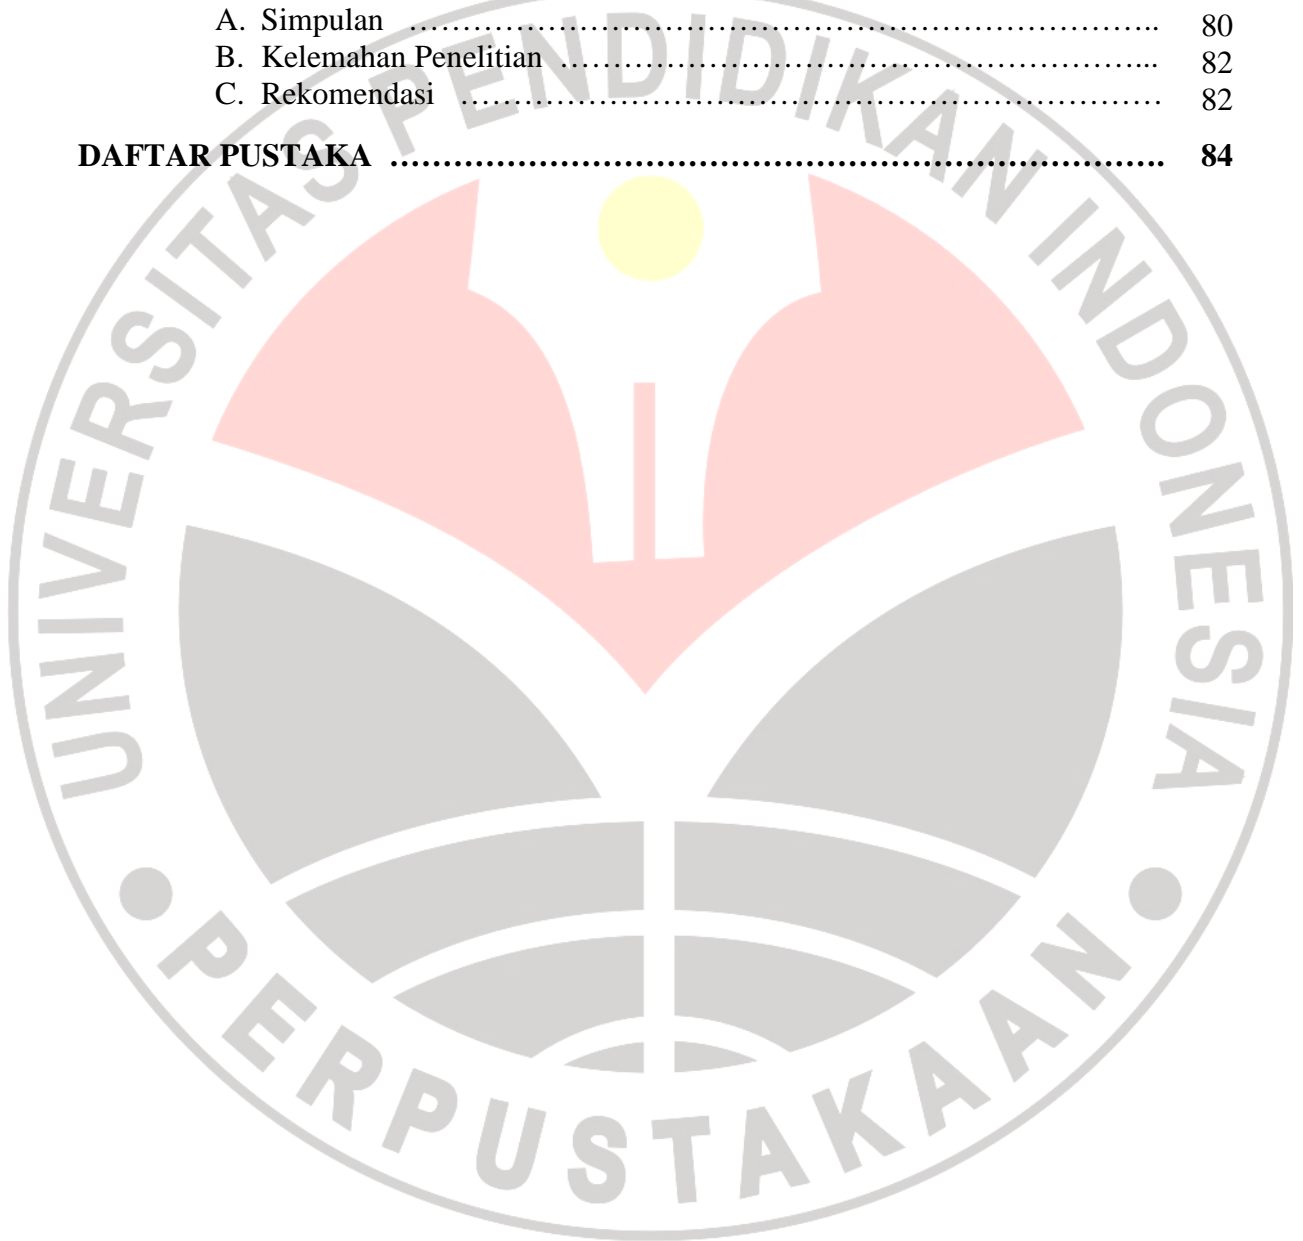 A. Simpulan ………………………………………………………………….. 80
B. Kelemahan Penelitian …………………………………………………... 82
C. Rekomendasi ……………………………………………………………… 82
DAFTAR PUSTAKA ………………………………………………………………. 84
UNIVERSITAS PENDIDIKAN INDONESIA
PERPUSTAKAAN